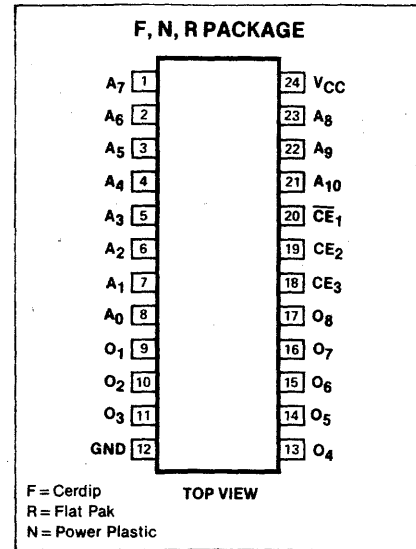 F, N, R PACKAGE
A7 1 24 VCC
A6 2 23 A8
A5 3 22 A9
A4 4 21 A10
A3 5 20 C̅E̅1
A2 6 19 CE2
A1 7 18 CE3
A0 8 17 O8
O1 9 16 O7
O2 10 15 O6
O3 11 14 O5
GND 12 13 O4
F = Cerdip TOP VIEW
R = Flat Pak
N = Power Plastic